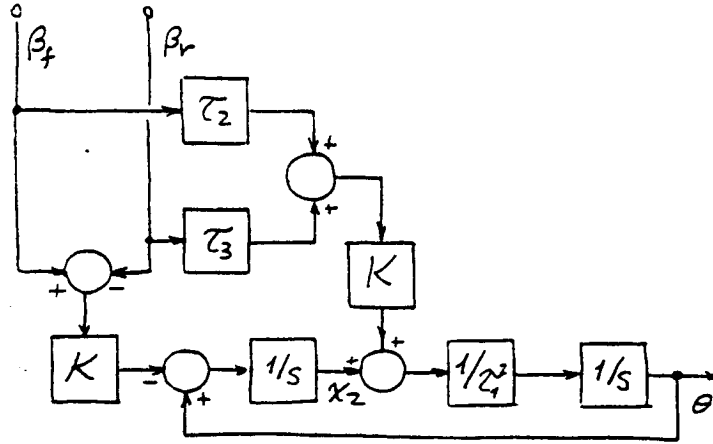 βf βr
τ2
+
+
τ3
+ -
K
K
- +
1/s
x2
+ +
1/τ1²
1/s
θ